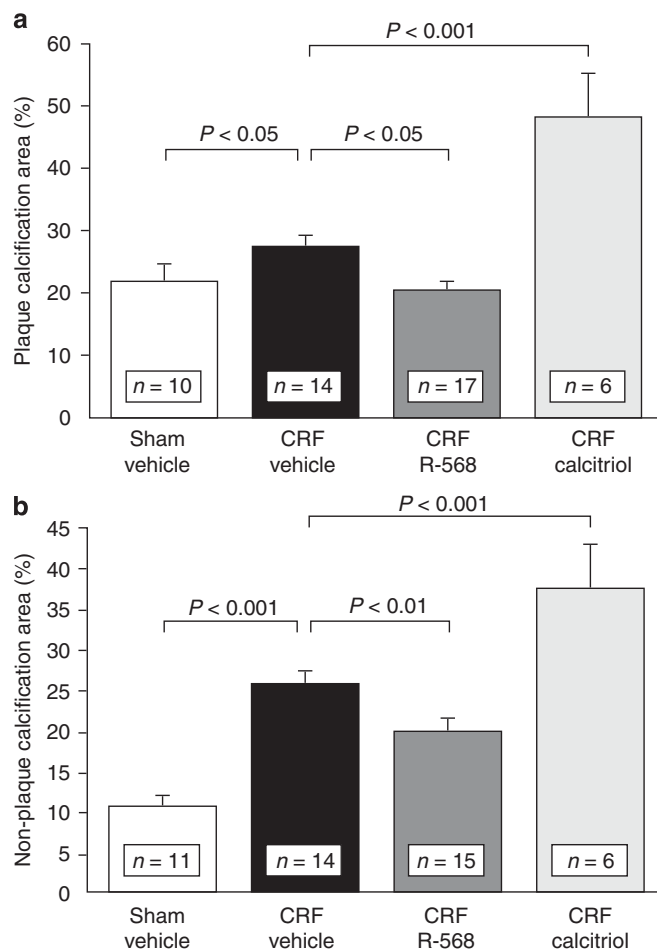 a
Plaque calcification area (%)
60
50
40
30
20
10
0
P < 0.001
P < 0.05
P < 0.05
n = 10
n = 14
n = 17
n = 6
Sham
vehicle
CRF
vehicle
CRF
R-568
CRF
calcitriol
b
Non-plaque calcification area (%)
45
40
35
30
25
20
15
10
5
0
P < 0.001
P < 0.001
P < 0.01
n = 11
n = 14
n = 15
n = 6
Sham
vehicle
CRF
vehicle
CRF
R-568
CRF
calcitriol